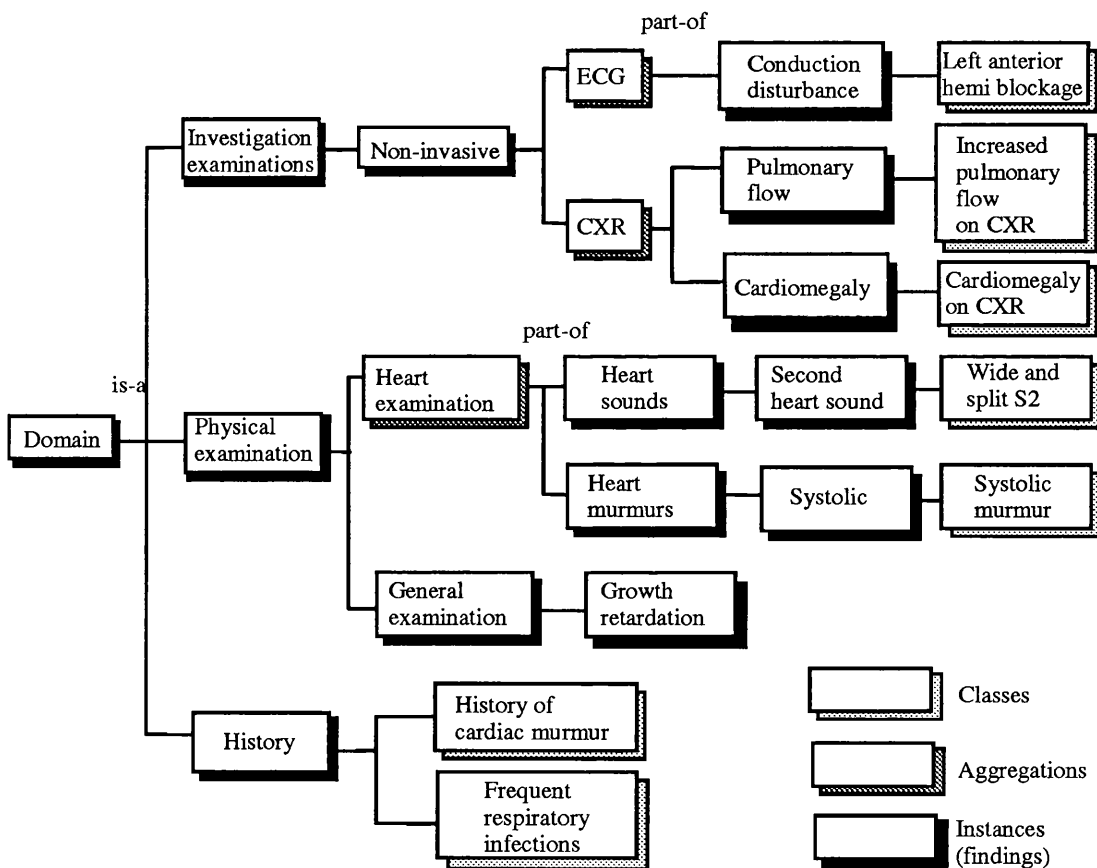 part-of
ECG
Conduction
disturbance
Left anterior
hemi blockage
Investigation
examinations
Non-invasive
Pulmonary
flow
Increased
pulmonary
flow
on CXR
CXR
Cardiomegaly
Cardiomegaly
on CXR
part-of
is-a
Heart
examination
Heart
sounds
Second
heart sound
Wide and
split S2
Domain
Physical
examination
Heart
murmurs
Systolic
Systolic
murmur
General
examination
Growth
retardation
History
History of
cardiac murmur
Frequent
respiratory
infections
Classes
Aggregations
Instances
(findings)